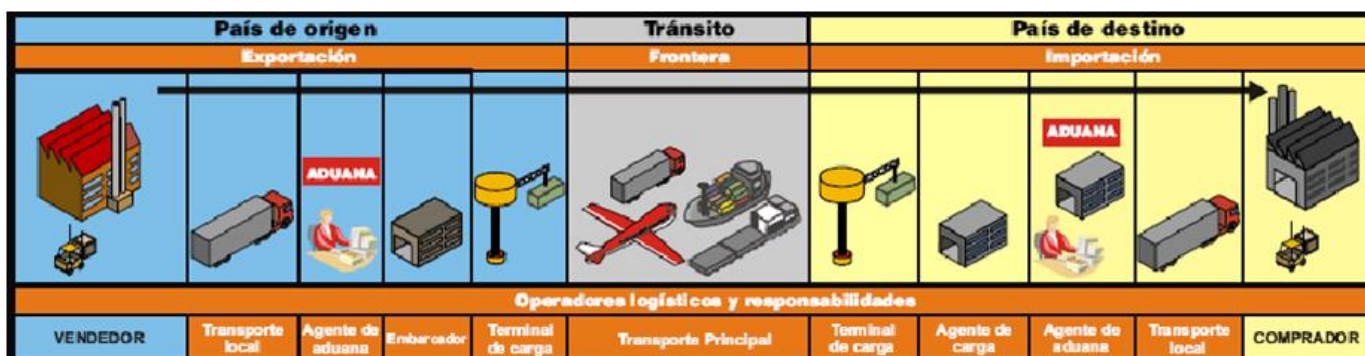 País de origen
Tránsito
País de destino
Exportación
Frontera
Importación
ADUANA
ADUANA
Operadores logísticos y responsabilidades
VENDEDOR
Transporte
local
Agente de
aduana
Embarcador
Terminal
de carga
Transporte Principal
Terminal
de carga
Agente de
carga
Agente de
aduana
Transporte
local
COMPRADOR